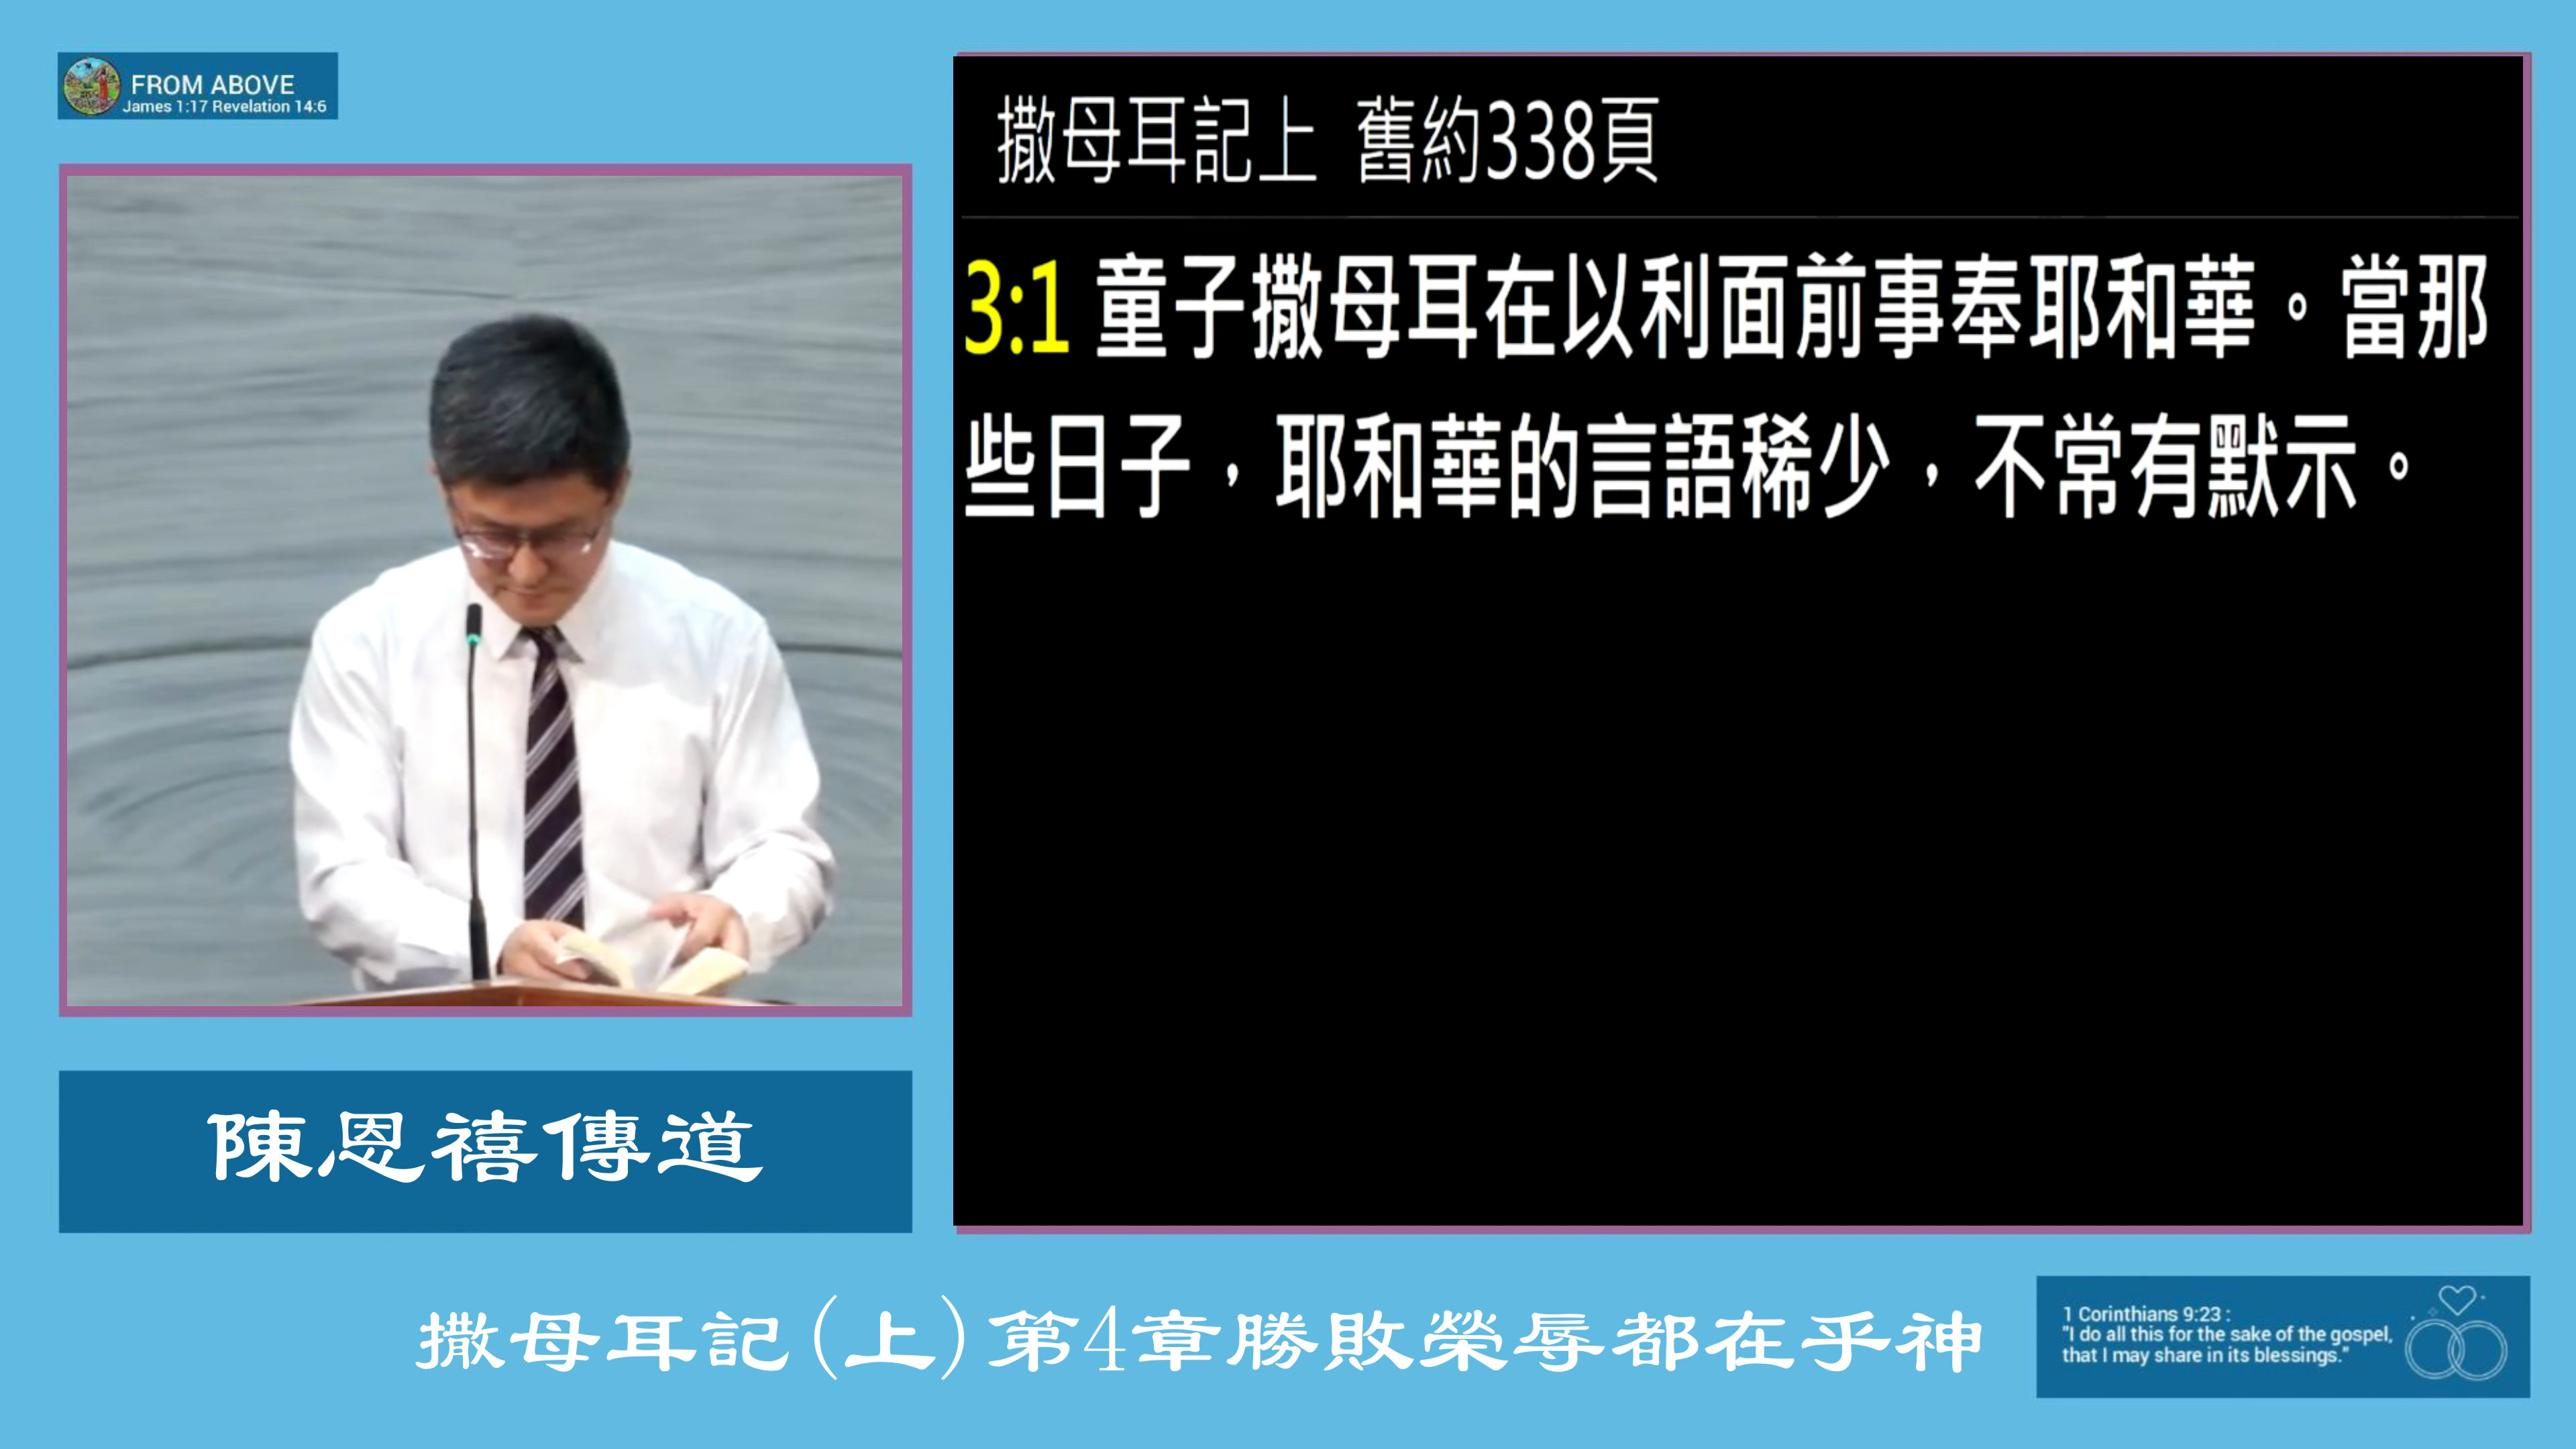 FROM ABOVE
James 1:17 Revelation 14:6
撒母耳記上 舊約338頁
3:1 童子撒母耳在以利面前事奉耶和華。當那
些日子，耶和華的言語稀少，不常有默示。
陳恩禧傳道
撒母耳記(上)第4章勝敗榮辱都在乎神
1 Corinthians 9:23 :
"I do all this for the sake of the gospel,
that I may share in its blessings."